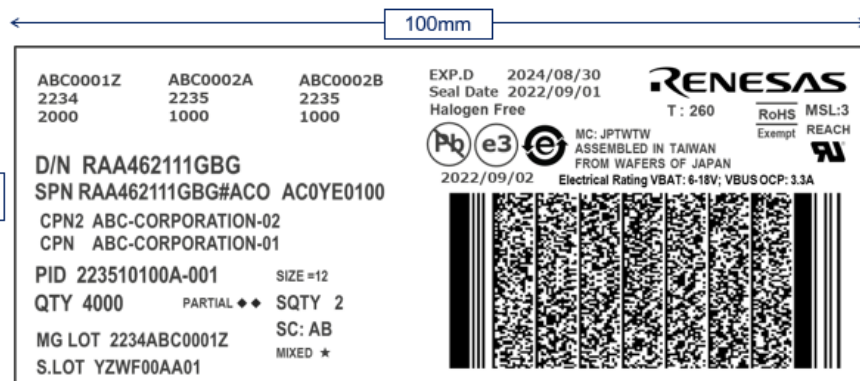 100mm
ABC0001Z ABC0002A ABC0002B
2234 2235 2235
2000 1000 1000
D/N RAA462111GBG
SPN RAA462111GBG#ACO AC0YE0100
CPN2 ABC-CORPORATION-02
CPN ABC-CORPORATION-01
PID 223510100A-001 SIZE =12
QTY 4000 PARTIAL ◆◆ SQTY 2
SC: AB
MG LOT 2234ABC0001Z
MIXED ★
S.LOT YZWF00AA01
EXP.D 2024/08/30
Seal Date 2022/09/01
Halogen Free
RENESAS
T : 260
RoHS MSL:3
Exempt REACH
Pb e3 e
MC: JPTWTW
ASSEMBLED IN TAIWAN
FROM WAFERS OF JAPAN
2022/09/02 Electrical Rating VBAT: 6-18V; VBUS OCP: 3.3A